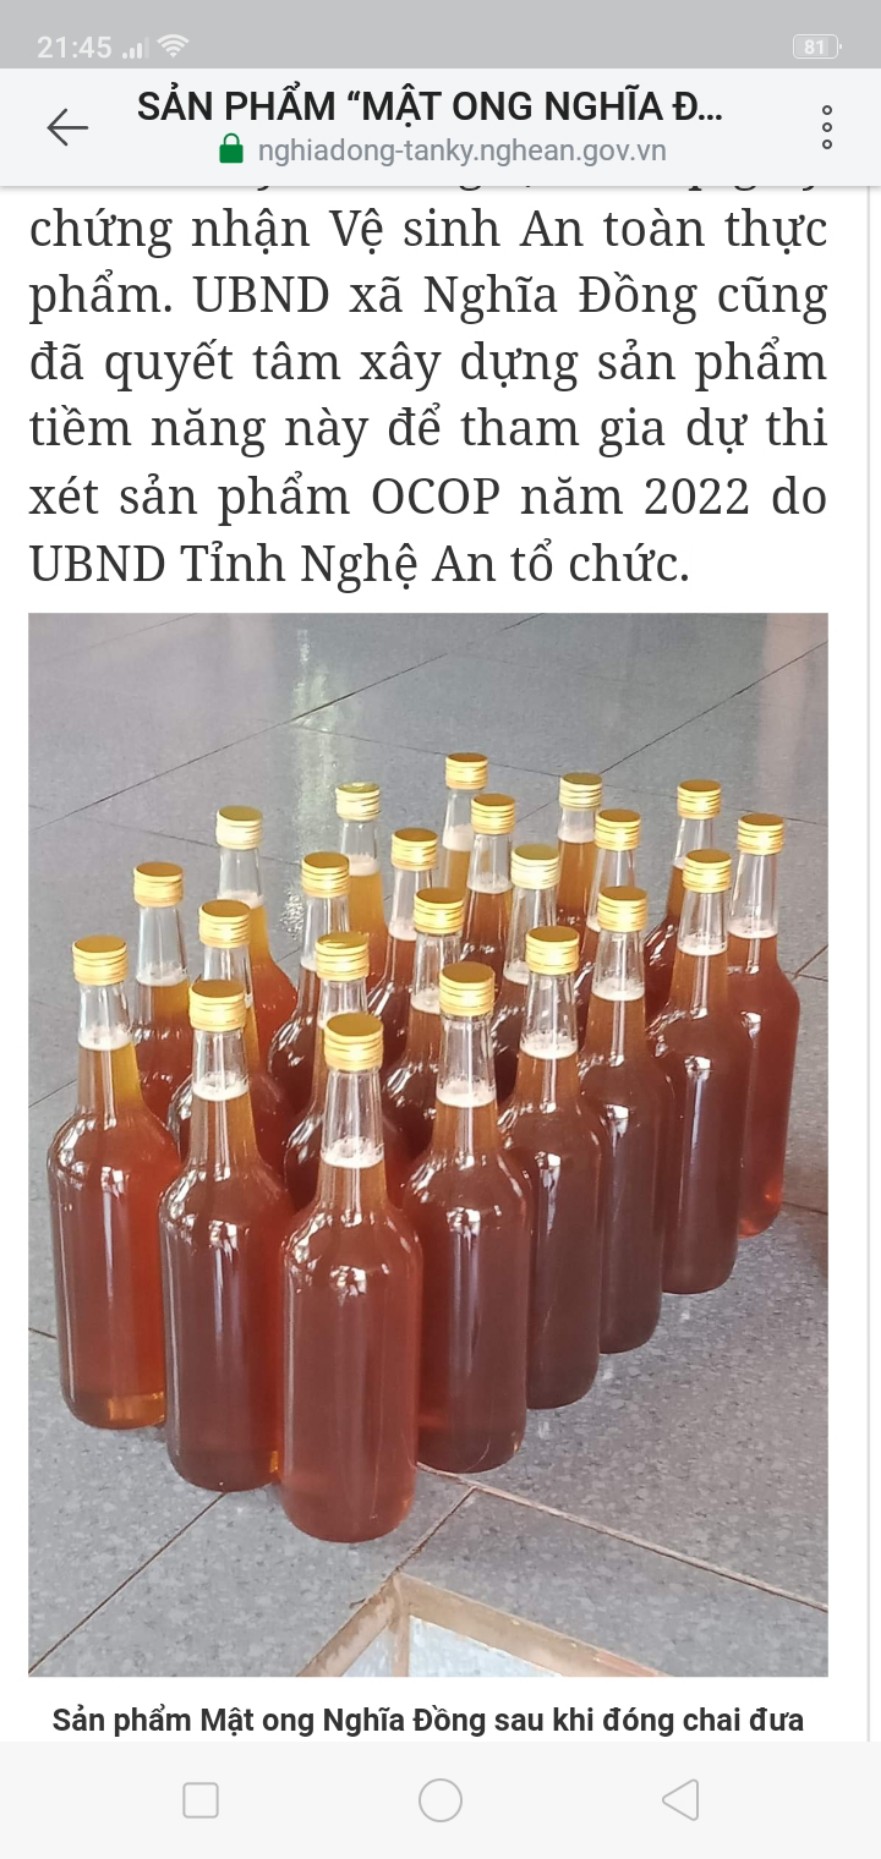 21:45
81
SẢN PHẨM “MẬT ONG NGHĨA Đ...
nghiadong-tanky.nghean.gov.vn
chứng nhận Vệ sinh An toàn thực
phẩm. UBND xã Nghĩa Đồng cũng
đã quyết tâm xây dựng sản phẩm
tiềm năng này để tham gia dự thi
xét sản phẩm OCOP năm 2022 do
UBND Tỉnh Nghệ An tổ chức.
Sản phẩm Mật ong Nghĩa Đồng sau khi đóng chai đưa